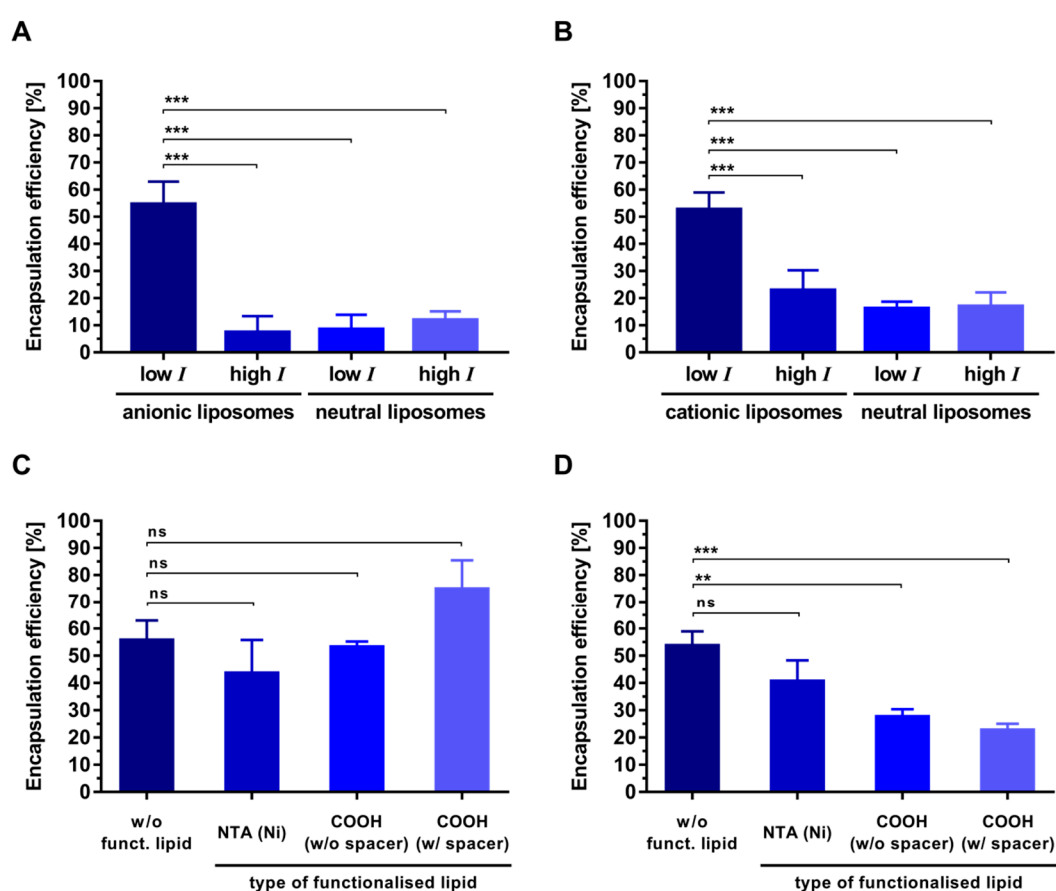 A
Encapsulation efficiency [%]
100
90
80
70
60
50
40
30
20
10
0
***
***
***
low I high I low I high I
anionic liposomes neutral liposomes
B
Encapsulation efficiency [%]
100
90
80
70
60
50
40
30
20
10
0
***
***
***
low I high I low I high I
cationic liposomes neutral liposomes
C
Encapsulation efficiency [%]
100
90
80
70
60
50
40
30
20
10
0
ns
ns
ns
w/o
funct. lipid
NTA (Ni)
COOH
(w/o spacer)
COOH
(w/ spacer)
type of functionalised lipid
D
Encapsulation efficiency [%]
100
90
80
70
60
50
40
30
20
10
0
***
**
ns
w/o
funct. lipid
NTA (Ni)
COOH
(w/o spacer)
COOH
(w/ spacer)
type of functionalised lipid